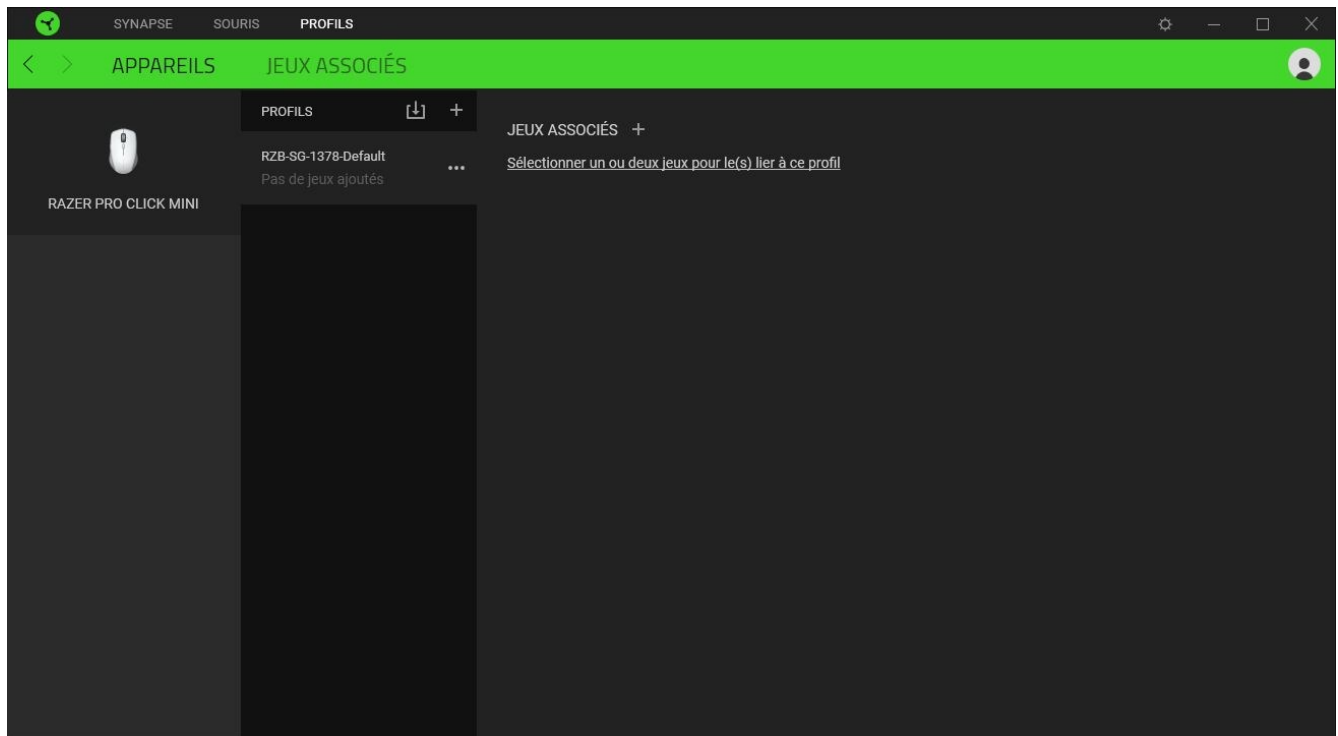 SYNAPSE SOURIS PROFILS
APPAREILS JEUX ASSOCIÉS
RAZER PRO CLICK MINI
PROFILS
RZB-SG-1378-Default
Pas de jeux ajoutés
JEUX ASSOCIÉS +
Sélectionner un ou deux jeux pour le(s) lier à ce profil